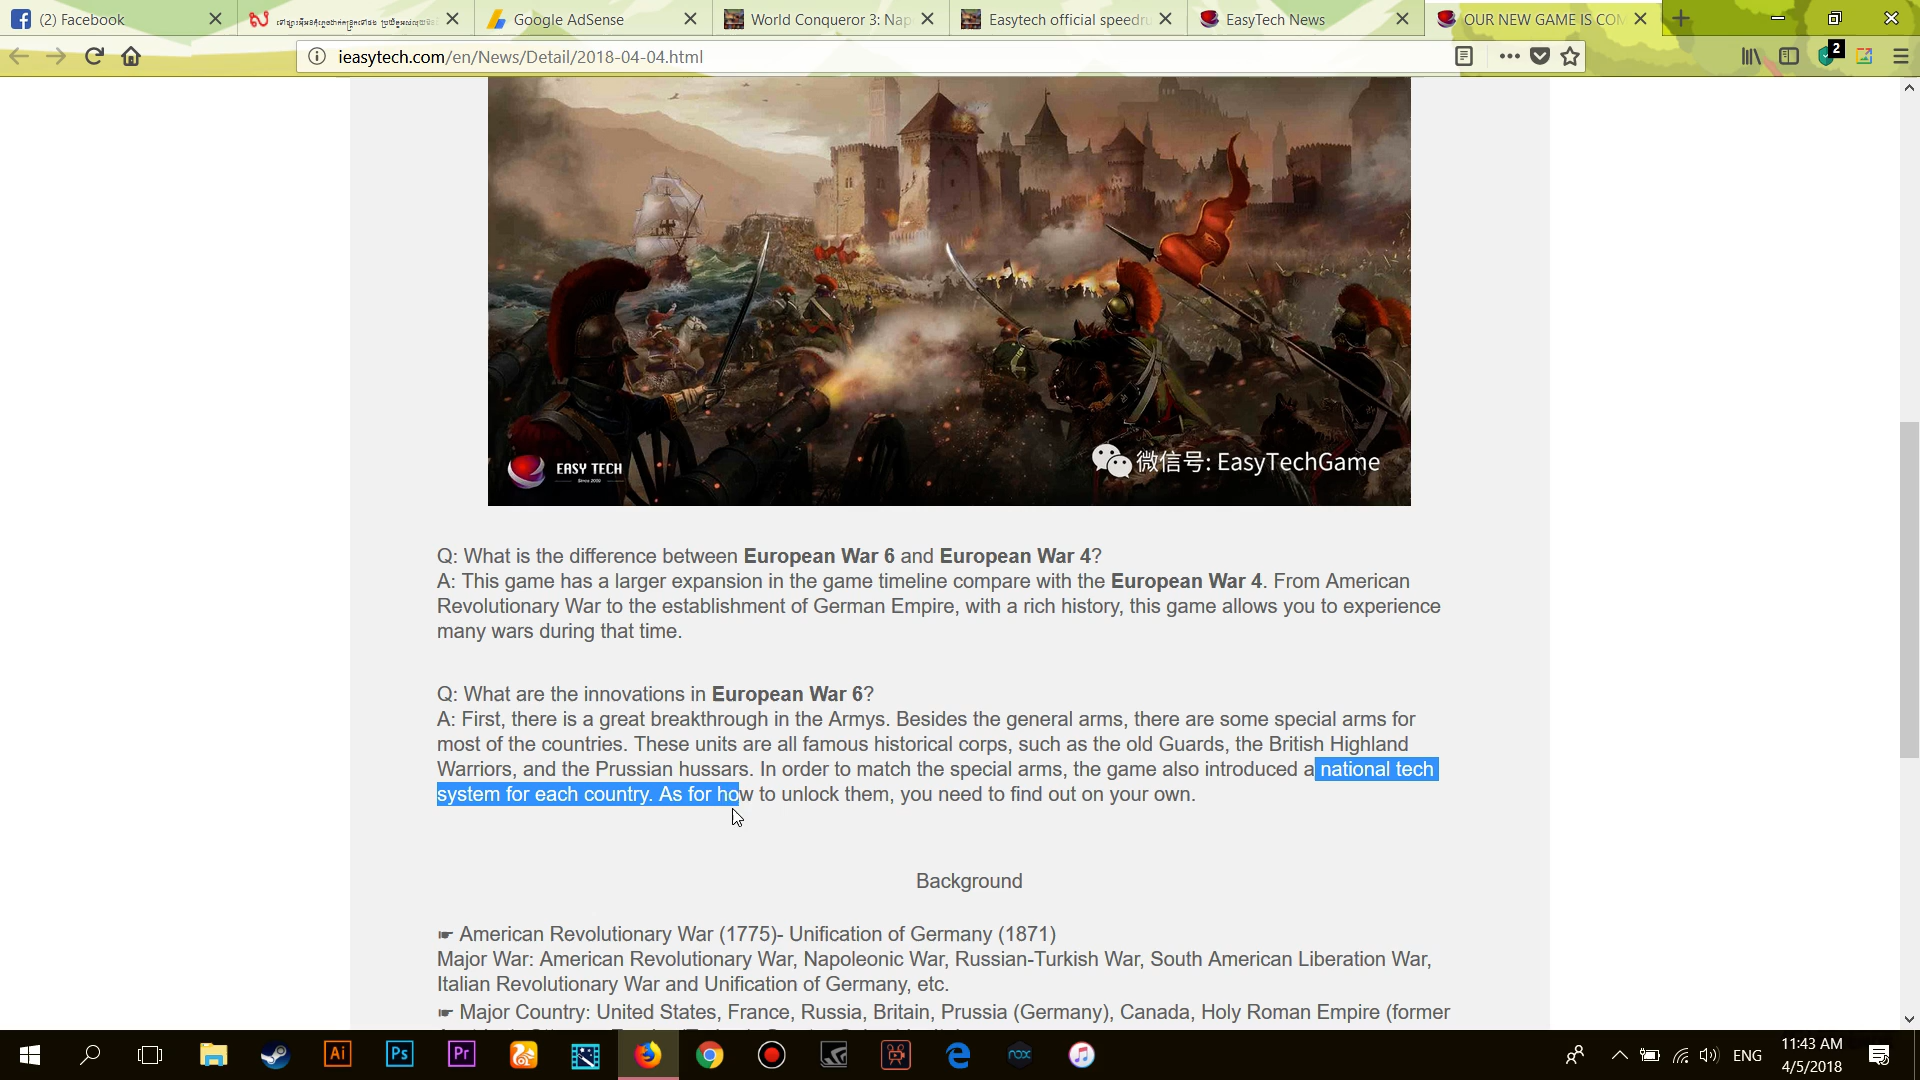 (2) Facebook
Google AdSense
World Conqueror 3: Nap
Easytech official speedru
EasyTech News
OUR NEW GAME IS COM
ieasytech.com/en/News/Detail/2018-04-04.html
2
EASY TECH
Since 2008
微信号: EasyTechGame
Q: What is the difference between European War 6 and European War 4?
A: This game has a larger expansion in the game timeline compare with the European War 4. From American
Revolutionary War to the establishment of German Empire, with a rich history, this game allows you to experience
many wars during that time.
Q: What are the innovations in European War 6?
A: First, there is a great breakthrough in the Armys. Besides the general arms, there are some special arms for
most of the countries. These units are all famous historical corps, such as the old Guards, the British Highland
Warriors, and the Prussian hussars. In order to match the special arms, the game also introduced a national tech
system for each country. As for how to unlock them, you need to find out on your own.
Background
☛ American Revolutionary War (1775)- Unification of Germany (1871)
Major War: American Revolutionary War, Napoleonic War, Russian-Turkish War, South American Liberation War,
Italian Revolutionary War and Unification of Germany, etc.
☛ Major Country: United States, France, Russia, Britain, Prussia (Germany), Canada, Holy Roman Empire (former
Ai
Ps
Pr
nox
ENG
11:43 AM
4/5/2018